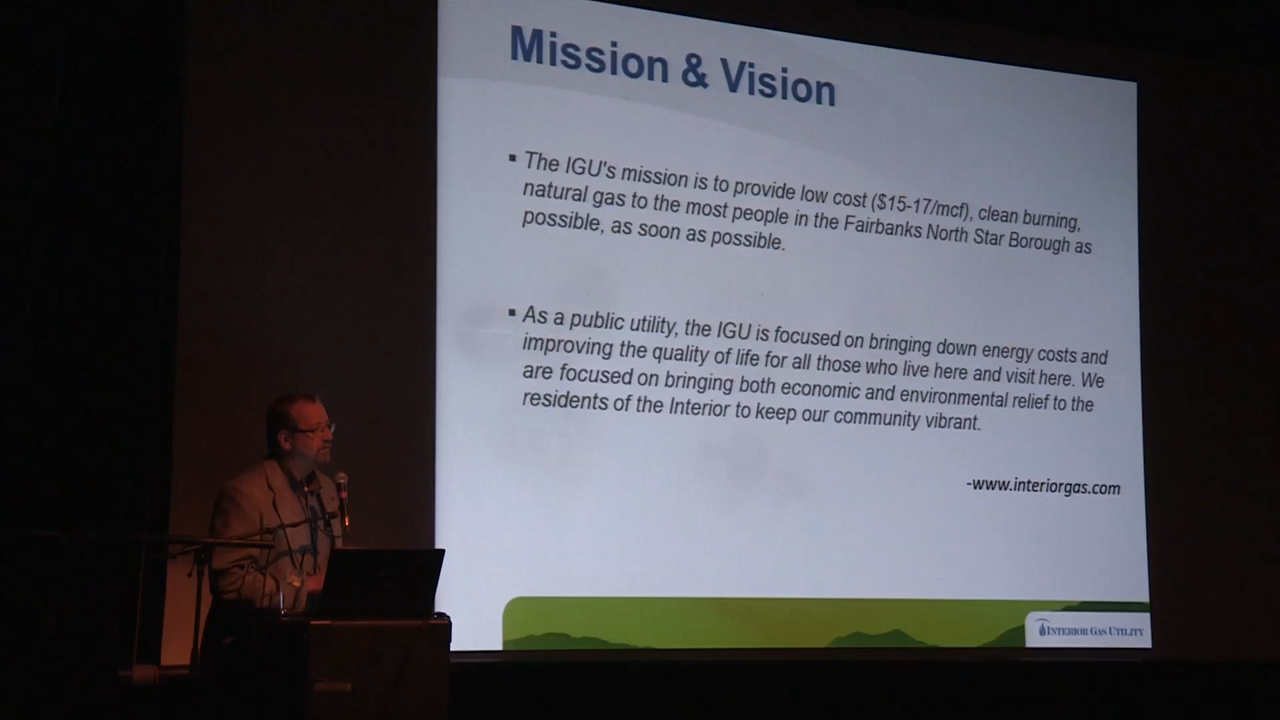 Mission & Vision
▪ The IGU's mission is to provide low cost ($15-17/mcf), clean burning,
natural gas to the most people in the Fairbanks North Star Borough as
possible, as soon as possible.
▪ As a public utility, the IGU is focused on bringing down energy costs and
improving the quality of life for all those who live here and visit here. We
are focused on bringing both economic and environmental relief to the
residents of the Interior to keep our community vibrant.
-www.interiorgas.com
INTERIOR GAS UTILITY